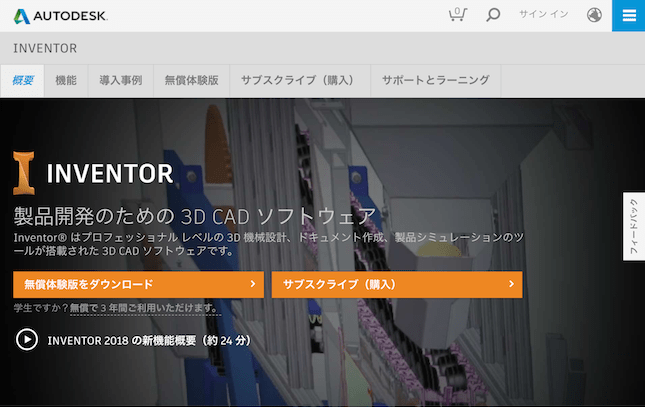 AUTODESK.
0
サイン イン
INVENTOR
概要 機能 導入事例 無償体験版 サブスクライブ（購入） サポートとラーニング
INVENTOR
製品開発のための 3D CAD ソフトウェア
Inventor® はプロフェッショナル レベルの 3D 機械設計、ドキュメント作成、製品シミュレーションのツ
ールが搭載された 3D CAD ソフトウェアです。
無償体験版をダウンロード サブスクライブ（購入）
学生ですか？無償で 3 年間ご利用いただけます。
INVENTOR 2018 の新機能概要（約 24 分）
フィードバック